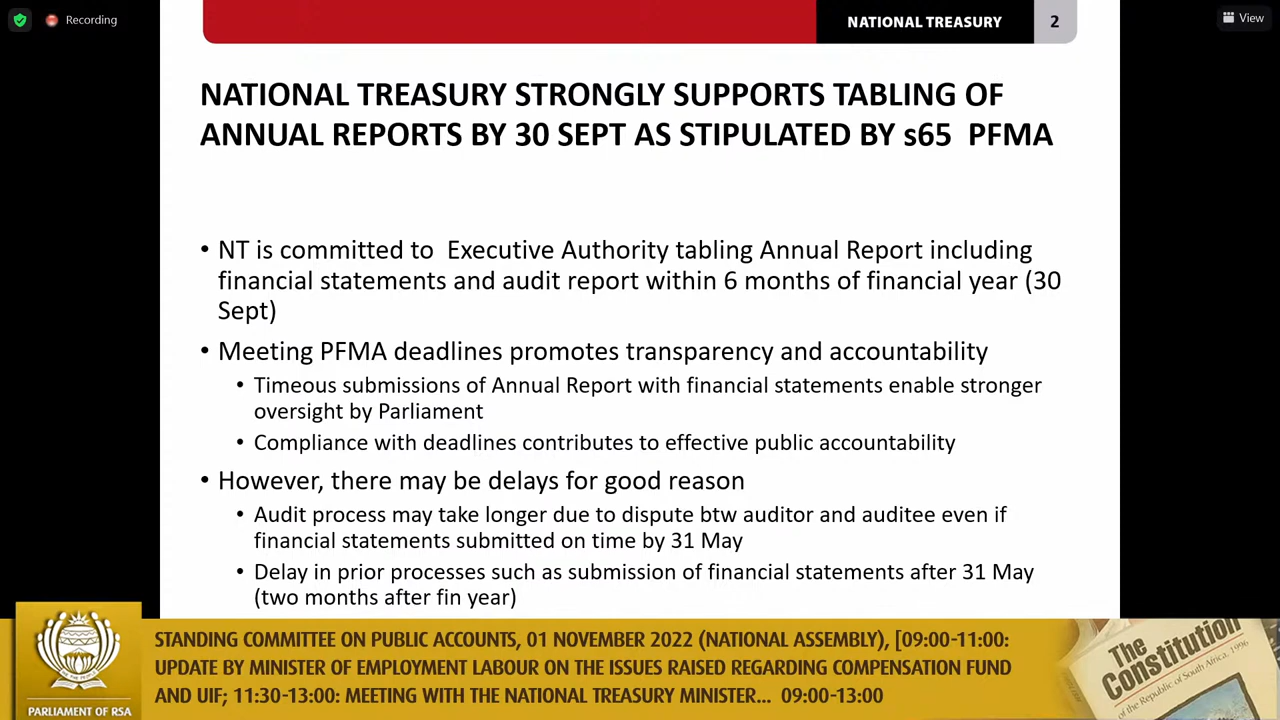 Recording
NATIONAL TREASURY 2
View
NATIONAL TREASURY STRONGLY SUPPORTS TABLING OF
ANNUAL REPORTS BY 30 SEPT AS STIPULATED BY s65 PFMA
• NT is committed to Executive Authority tabling Annual Report including
financial statements and audit report within 6 months of financial year (30
Sept)
• Meeting PFMA deadlines promotes transparency and accountability
• Timeous submissions of Annual Report with financial statements enable stronger
oversight by Parliament
• Compliance with deadlines contributes to effective public accountability
• However, there may be delays for good reason
• Audit process may take longer due to dispute btw auditor and auditee even if
financial statements submitted on time by 31 May
• Delay in prior processes such as submission of financial statements after 31 May
(two months after fin year)
STANDING COMMITTEE ON PUBLIC ACCOUNTS, 01 NOVEMBER 2022 (NATIONAL ASSEMBLY), [09:00-11:00:
UPDATE BY MINISTER OF EMPLOYMENT LABOUR ON THE ISSUES RAISED REGARDING COMPENSATION FUND
AND UIF; 11:30-13:00: MEETING WITH THE NATIONAL TREASURY MINISTER... 09:00-13:00
PARLIAMENT OF RSA
The
Constitution
of the Republic of South Africa, 1996